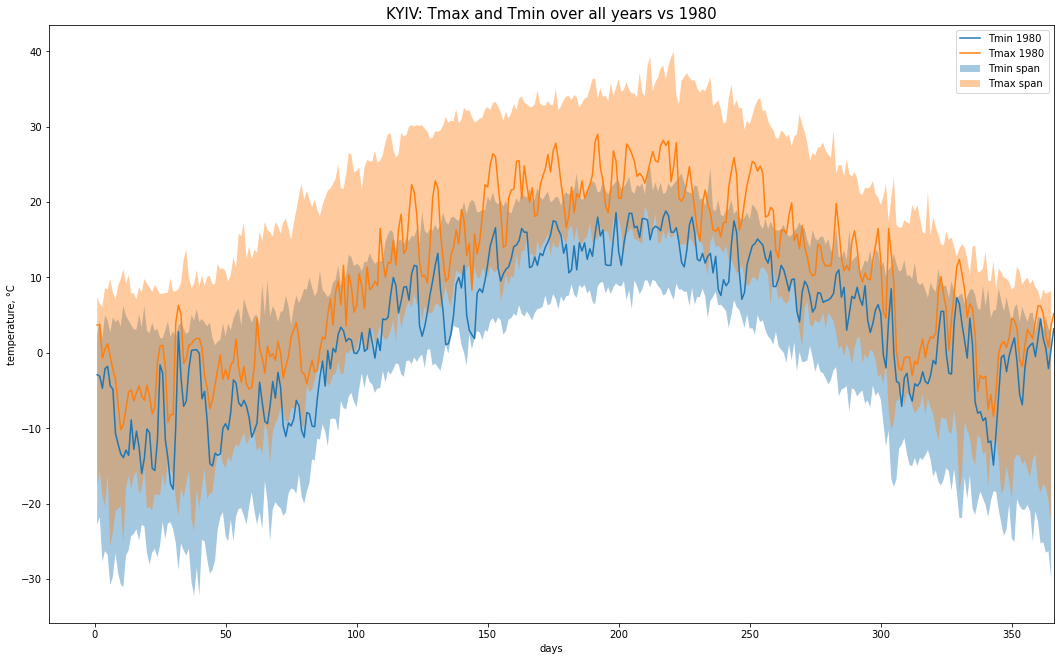 KYIV: Tmax and Tmin over all years vs 1980
Tmin 1980
Tmax 1980
Tmin span
Tmax span
temperature, °C
40
30
20
10
0
−10
−20
−30
0
50
100
150
200
250
300
350
days